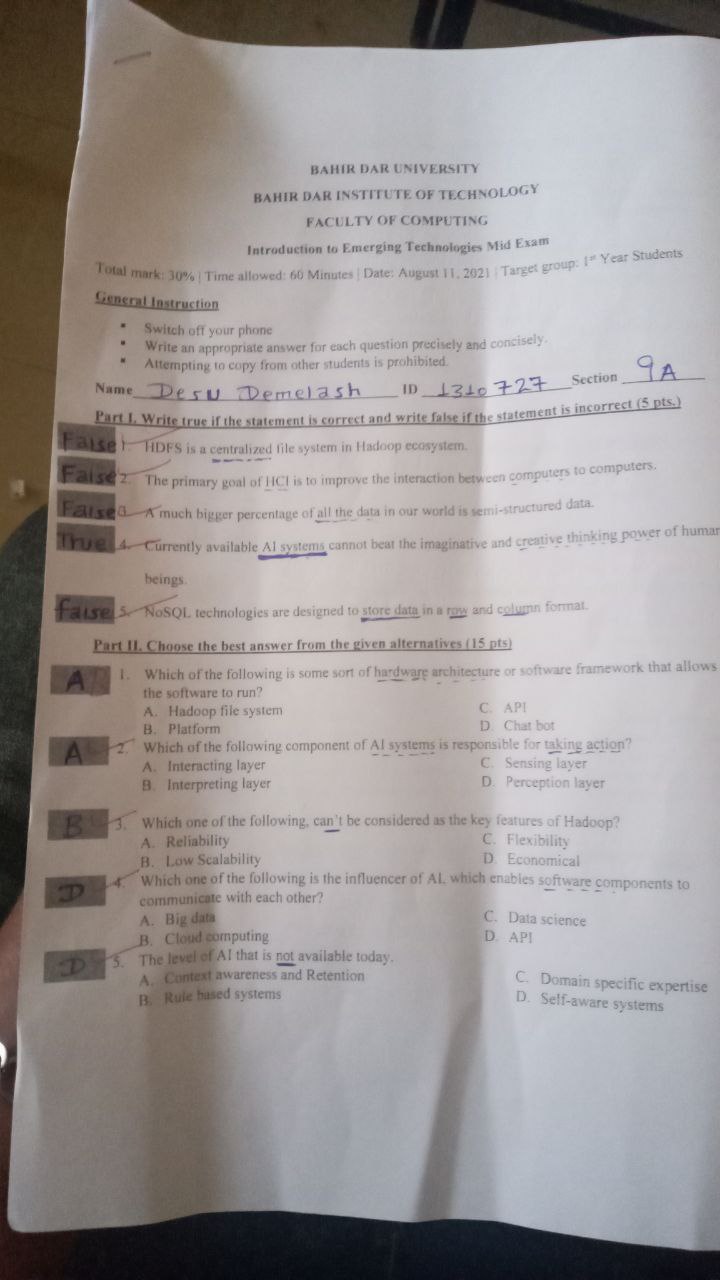 BAHIR DAR UNIVERSITY
BAHIR DAR INSTITUTE OF TECHNOLOGY
FACULTY OF COMPUTING
Introduction to Emerging Technologies Mid Exam
Total mark: 30% | Time allowed: 60 Minutes | Date: August 11, 2021 | Target group: 1st Year Students
General Instruction
▪ Switch off your phone
▪ Write an appropriate answer for each question precisely and concisely.
▪ Attempting to copy from other students is prohibited.
Name Desu Demelash ID 1310727 Section 9A
Part I. Write true if the statement is correct and write false if the statement is incorrect (5 pts.)
False 1. HDFS is a centralized file system in Hadoop ecosystem.
False 2. The primary goal of HCI is to improve the interaction between computers to computers.
False 3. A much bigger percentage of all the data in our world is semi-structured data.
True 4. Currently available AI systems cannot beat the imaginative and creative thinking power of human
beings.
false 5. NoSQL technologies are designed to store data in a row and column format.
Part II. Choose the best answer from the given alternatives (15 pts)
A 1. Which of the following is some sort of hardware architecture or software framework that allows
the software to run?
A. Hadoop file system C. API
B. Platform D. Chat bot
A 2. Which of the following component of AI systems is responsible for taking action?
A. Interacting layer C. Sensing layer
B. Interpreting layer D. Perception layer
B 3. Which one of the following, can't be considered as the key features of Hadoop?
A. Reliability C. Flexibility
B. Low Scalability D. Economical
D 4. Which one of the following is the influencer of AI, which enables software components to
communicate with each other?
A. Big data C. Data science
B. Cloud computing D. API
D 5. The level of AI that is not available today.
A. Context awareness and Retention C. Domain specific expertise
B. Rule based systems D. Self-aware systems